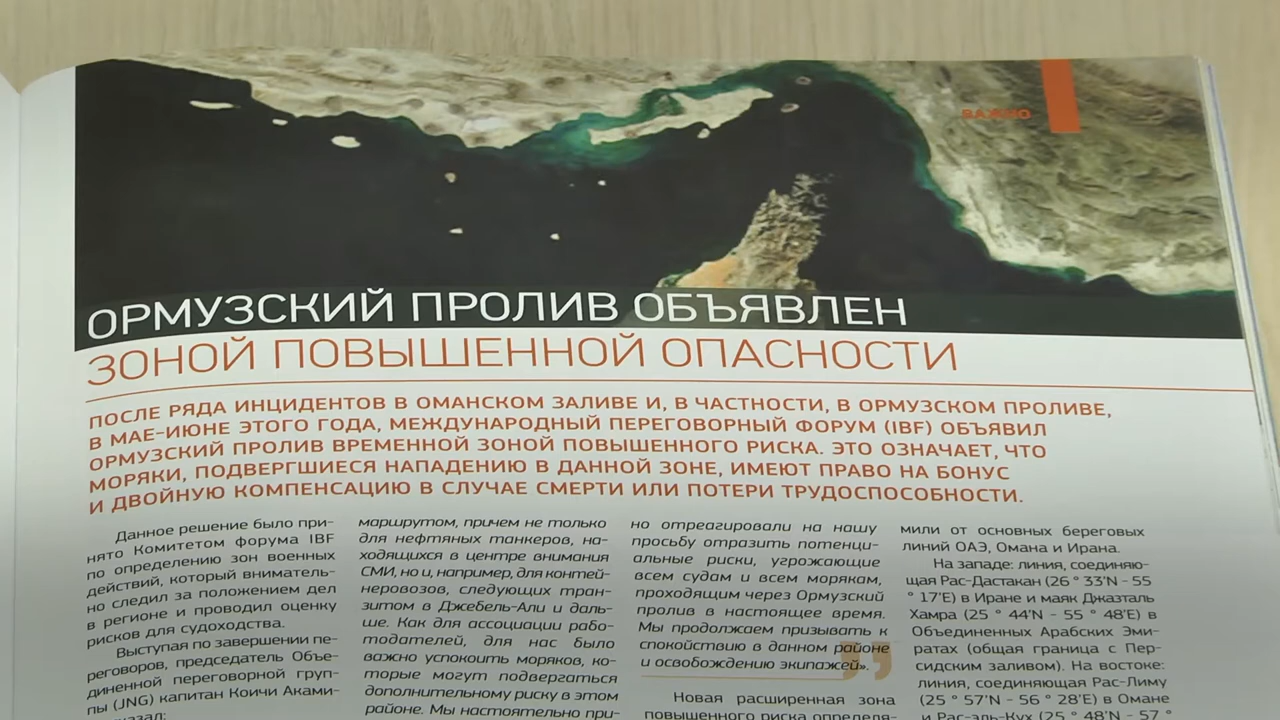 ВАЖНО
ОРМУЗСКИЙ ПРОЛИВ ОБЪЯВЛЕН
ЗОНОЙ ПОВЫШЕННОЙ ОПАСНОСТИ
ПОСЛЕ РЯДА ИНЦИДЕНТОВ В ОМАНСКОМ ЗАЛИВЕ И, В ЧАСТНОСТИ, В ОРМУЗСКОМ ПРОЛИВЕ,
В МАЕ-ИЮНЕ ЭТОГО ГОДА, МЕЖДУНАРОДНЫЙ ПЕРЕГОВОРНЫЙ ФОРУМ (IBF) ОБЪЯВИЛ
ОРМУЗСКИЙ ПРОЛИВ ВРЕМЕННОЙ ЗОНОЙ ПОВЫШЕННОГО РИСКА. ЭТО ОЗНАЧАЕТ, ЧТО
МОРЯКИ, ПОДВЕРГШИЕСЯ НАПАДЕНИЮ В ДАННОЙ ЗОНЕ, ИМЕЮТ ПРАВО НА БОНУС
И ДВОЙНУЮ КОМПЕНСАЦИЮ В СЛУЧАЕ СМЕРТИ ИЛИ ПОТЕРИ ТРУДОСПОСОБНОСТИ.
Данное решение было при-
нято Комитетом форума IBF
по определению зон военных
действий, который вниматель-
но следил за положением дел
в регионе и проводил оценку
рисков для судоходства.
Выступая по завершении пе-
реговоров, председатель Объе-
диненной переговорной груп-
пы (JNG) капитан Коичи Аками-
маршрутом, причем не только
для нефтяных танкеров, на-
ходящихся в центре внимания
СМИ, но и, например, для контей-
неровозов, следующих тран-
зитом в Джебель-Али и даль-
ше. Как для ассоциации рабо-
тодателей, для нас было
важно успокоить моряков, ко-
торые могут подвергаться
дополнительному риску в этом
районе. Мы настоятельно при-
но отреагировали на нашу
просьбу отразить потенци-
альные риски, угрожающие
всем судам и всем морякам,
проходящим через Ормузский
пролив в настоящее время.
Мы продолжаем призывать к
спокойствию в данном районе
и освобождению экипажей».
Новая расширенная зона
повышенного риска определя-
мили от основных береговых
линий ОАЭ, Омана и Ирана.
На западе: линия, соединяю-
щая Рас-Дастакан (26 ° 33'N - 55
° 17'E) в Иране и маяк Джазталь
Хамра (25 ° 44'N - 55 ° 48'E) в
Объединенных Арабских Эми-
ратах (общая граница с Пер-
сидским заливом). На востоке:
линия, соединяющая Рас-Лиму
(25 ° 57'N - 56 ° 28'E) в Омане
и Рас-эль-Кух (25 ° 48'N - 57 °